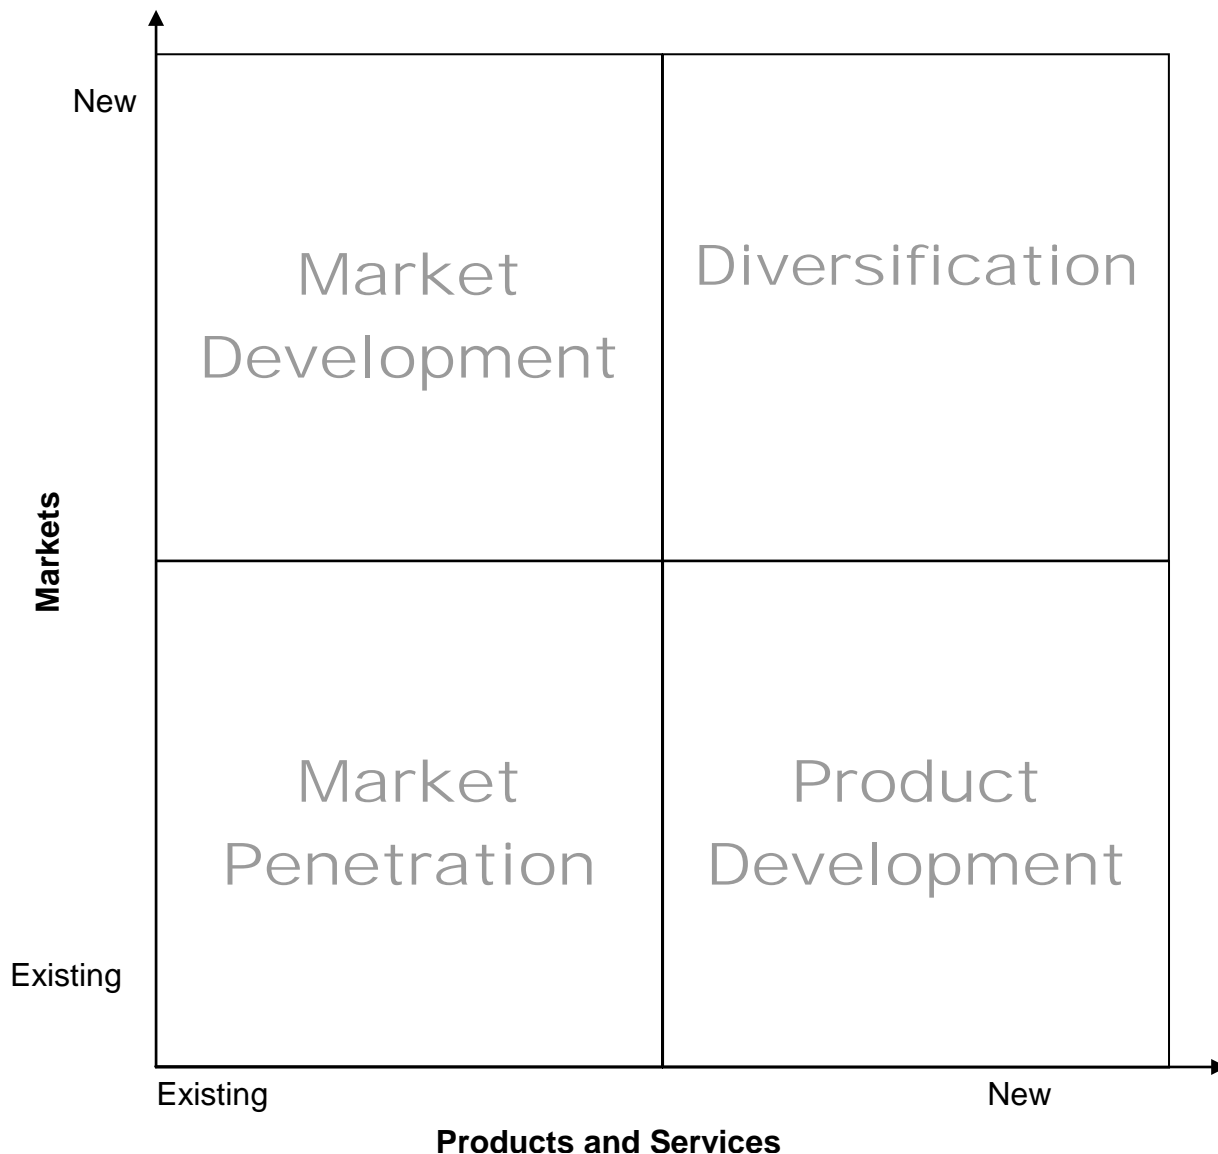 New
Market
Development
Diversification
Markets
Market
Penetration
Product
Development
Existing
Existing
New
Products and Services